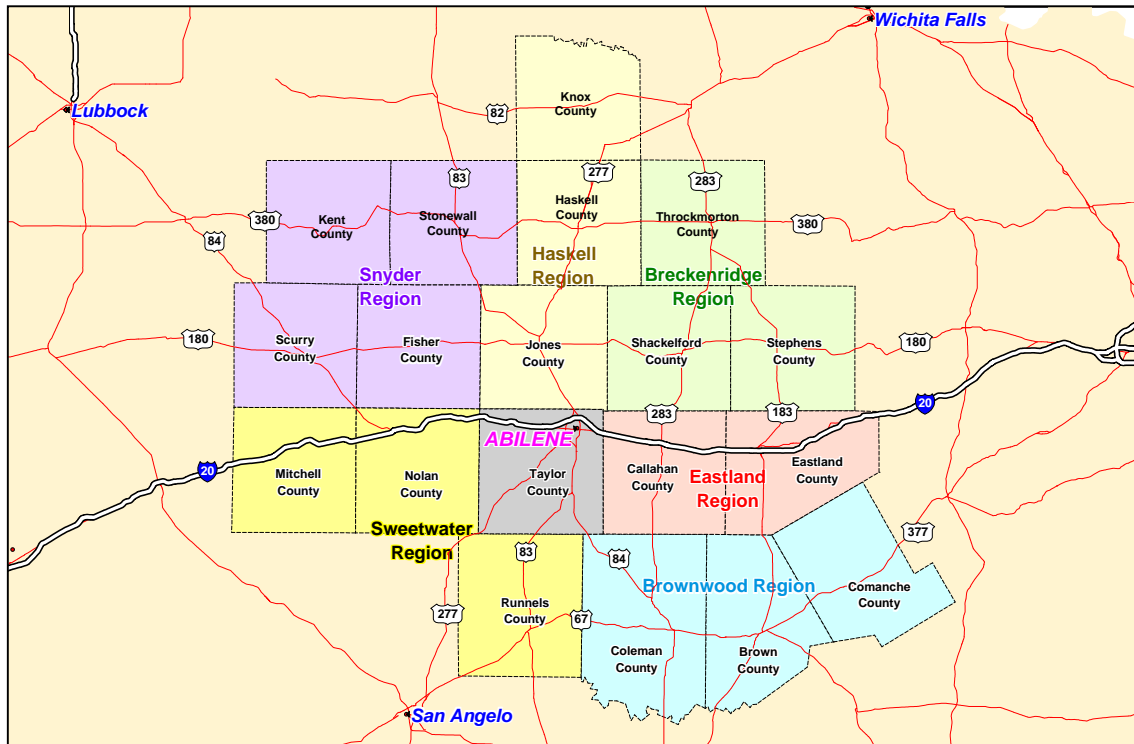 Wichita Falls
Lubbock
Knox
County
82
277
83
283
Haskell
County
Kent
County
Stonewall
County
Throckmorton
County
380
380
84
Haskell
Region
Snyder
Region
Breckenridge
Region
180
Scurry
County
Fisher
County
Jones
County
Shackelford
County
Stephens
County
180
20
283
183
ABILENE
20
Mitchell
County
Nolan
County
Taylor
County
Callahan
County
Eastland
Region
Eastland
County
Sweetwater
Region
377
83
84
Brownwood Region
Comanche
County
277
Runnels
County
67
Coleman
County
Brown
County
San Angelo